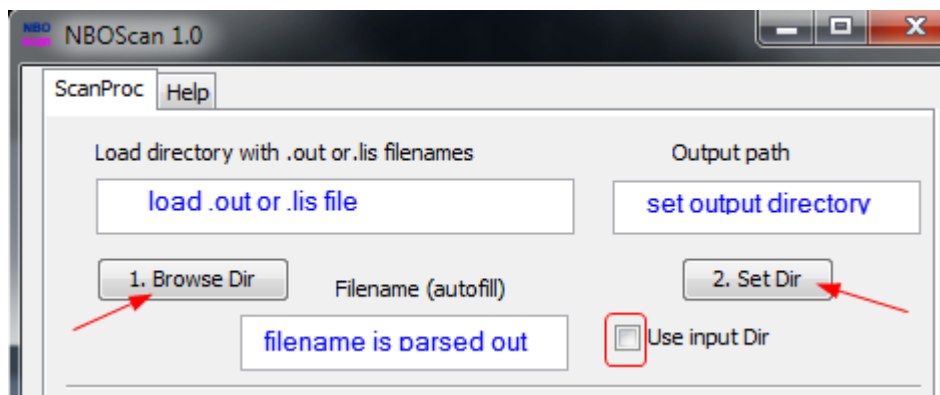 NBO
NBOScan 1.0
ScanProc Help
Load directory with .out or.lis filenames
Output path
load .out or .lis file
set output directory
1. Browse Dir
2. Set Dir
Filename (autofill)
filename is parsed out
Use input Dir